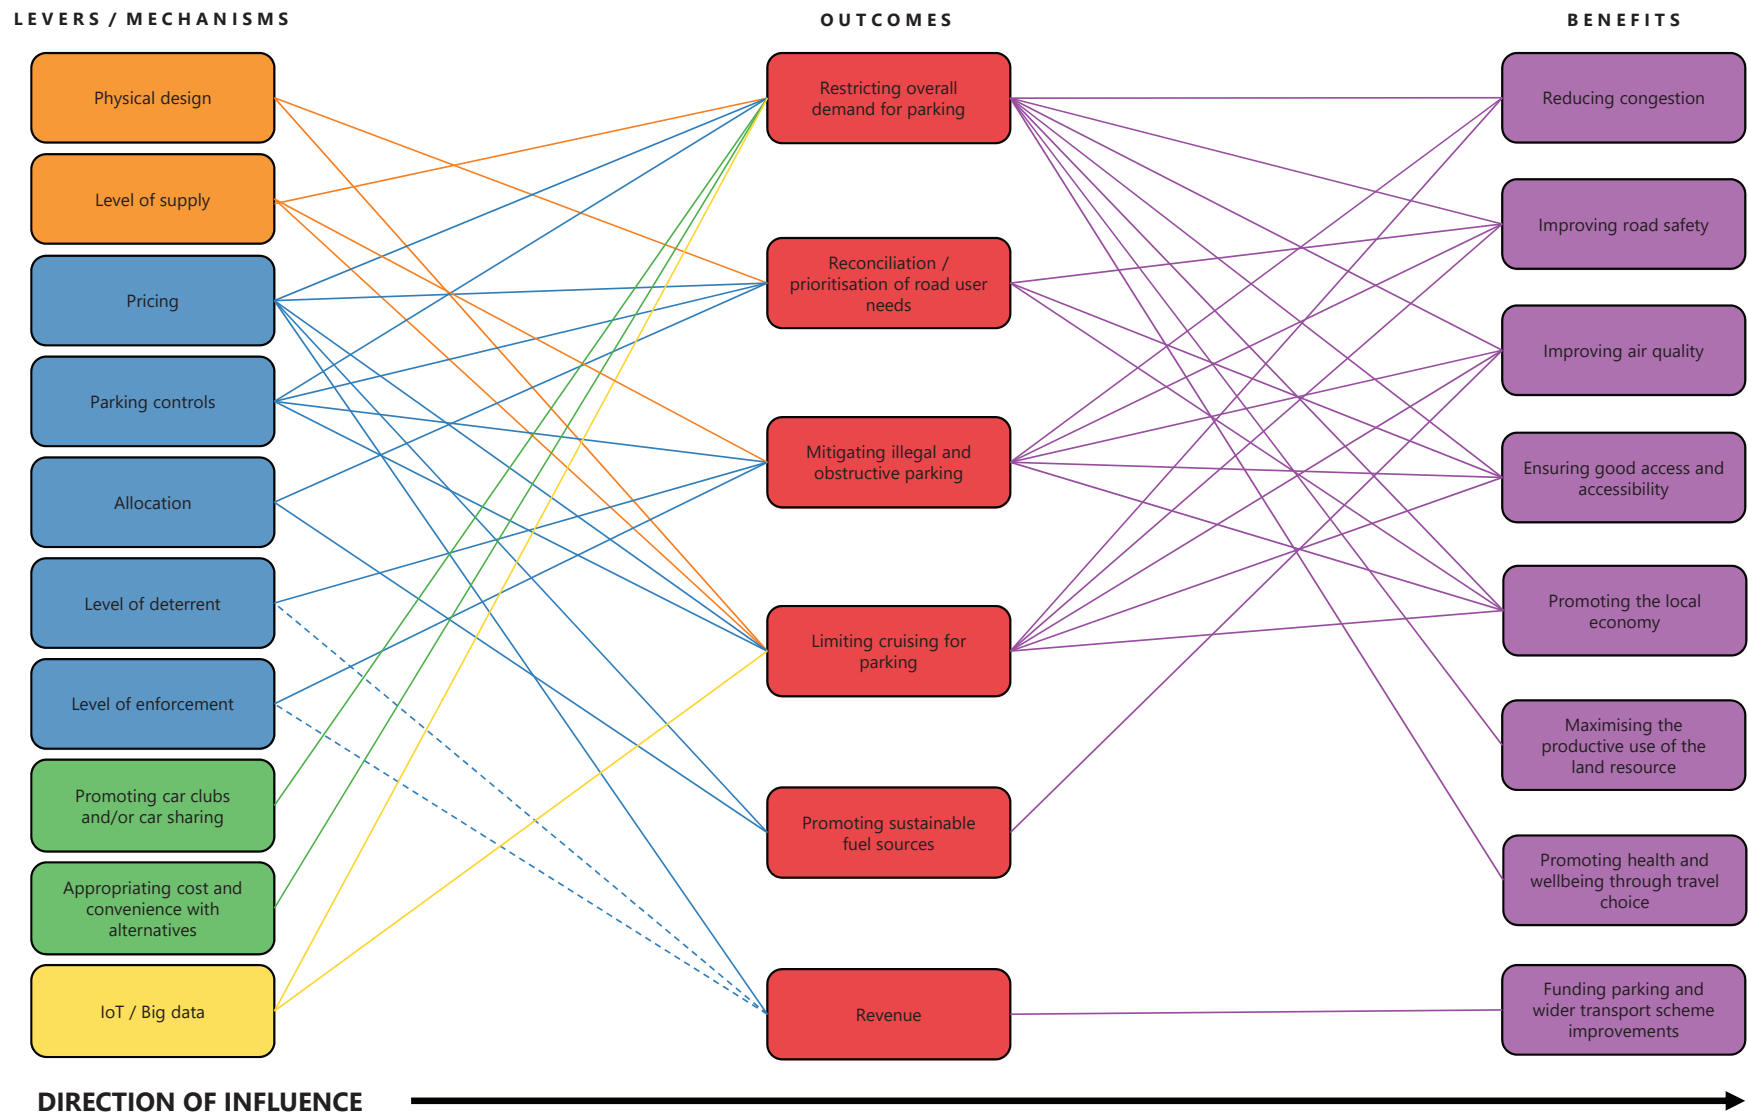 LEVERS / MECHANISMS
Physical design
Level of supply
Pricing
Parking controls
Allocation
Level of deterrent
Level of enforcement
Promoting car clubs
and/or car sharing
Appropriating cost and
convenience with
alternatives
IoT / Big data
OUTCOMES
Restricting overall
demand for parking
Reconciliation /
prioritisation of road user
needs
Mitigating illegal and
obstructive parking
Limiting cruising for
parking
Promoting sustainable
fuel sources
Revenue
BENEFITS
Reducing congestion
Improving road safety
Improving air quality
Ensuring good access and
accessibility
Promoting the local
economy
Maximising the
productive use of the
land resource
Promoting health and
wellbeing through travel
choice
Funding parking and
wider transport scheme
improvements
DIRECTION OF INFLUENCE